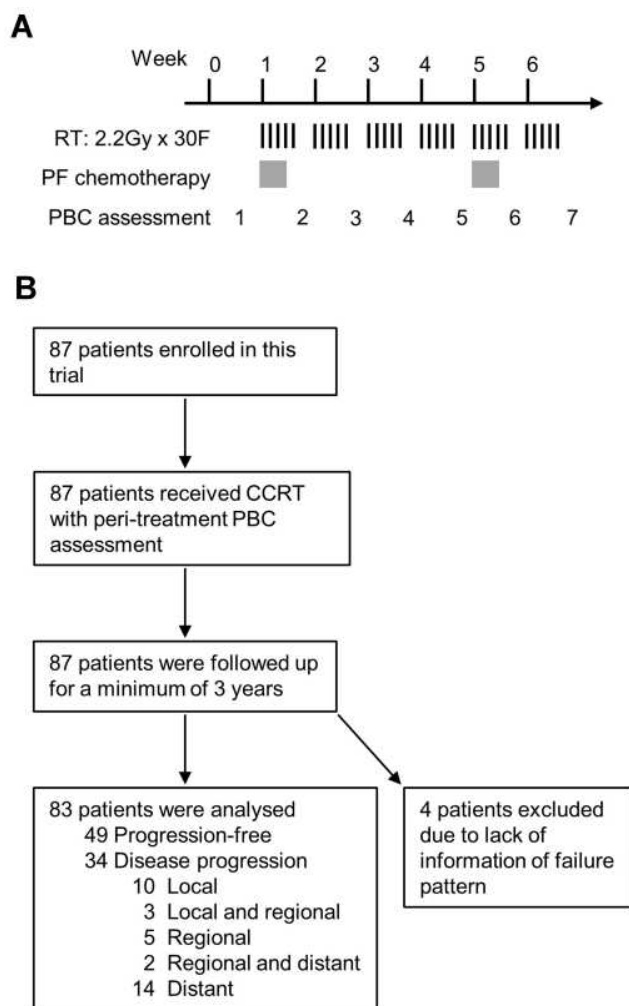 A
Week 0 1 2 3 4 5 6
RT: 2.2Gy x 30F
PF chemotherapy
PBC assessment 1 2 3 4 5 6 7
B
87 patients enrolled in this
trial
87 patients received CCRT
with peri-treatment PBC
assessment
87 patients were followed up
for a minimum of 3 years
83 patients were analysed
49 Progression-free
34 Disease progression
10 Local
3 Local and regional
5 Regional
2 Regional and distant
14 Distant
4 patients excluded
due to lack of
information of failure
pattern